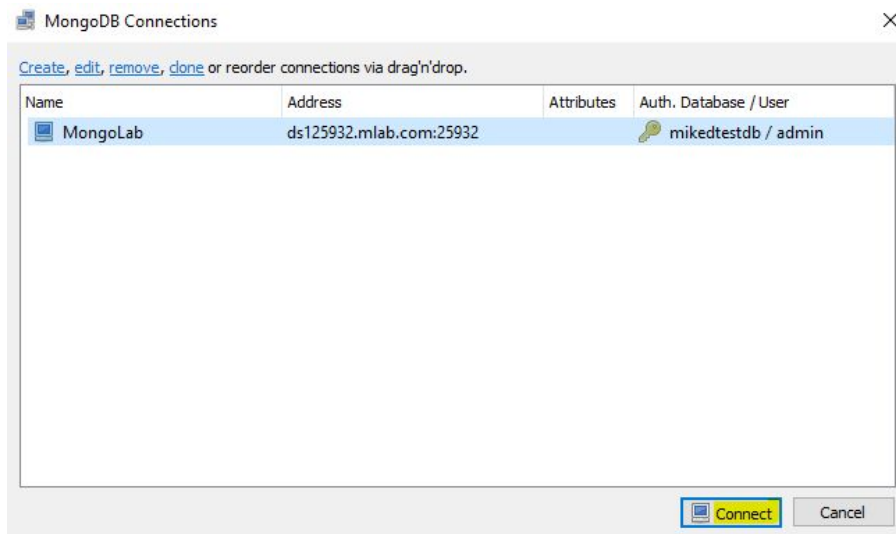 MongoDB Connections
Create, edit, remove, clone or reorder connections via drag'n'drop.
Name Address Attributes Auth. Database / User
MongoLab ds125932.mlab.com:25932 mikedtestdb / admin
Connect Cancel